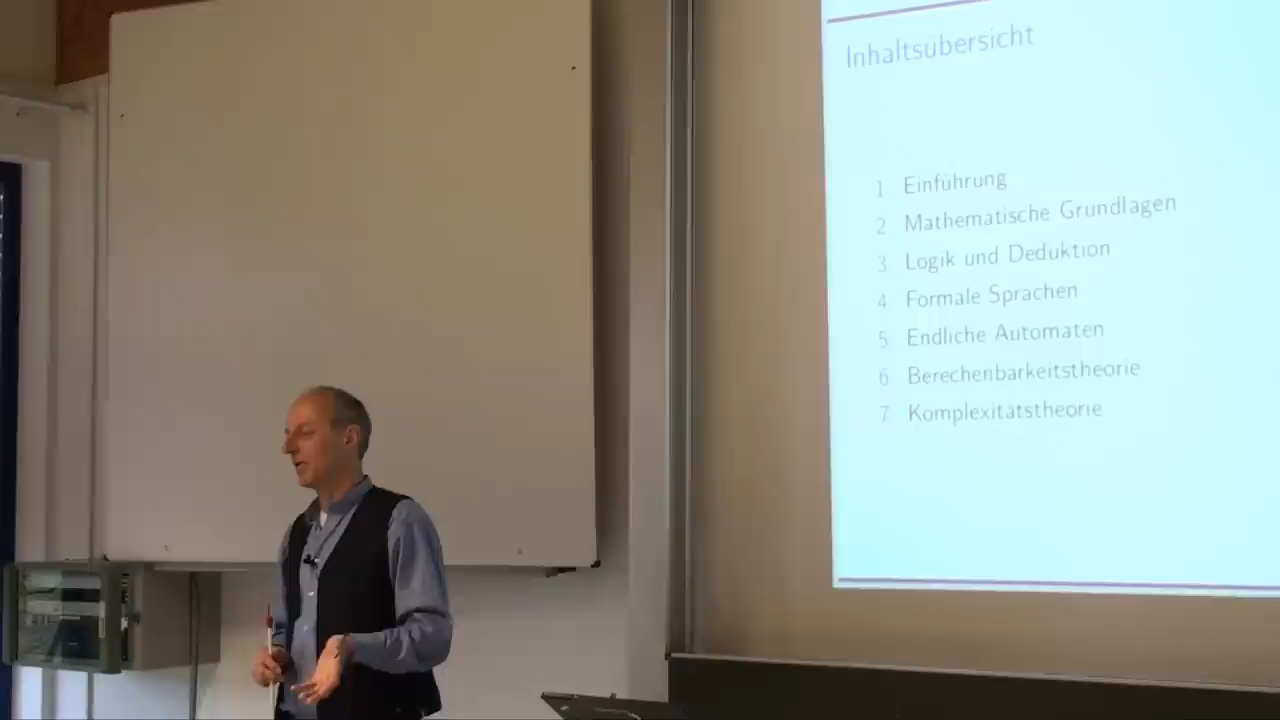 Inhaltsübersicht
1 Einführung
2 Mathematische Grundlagen
3 Logik und Deduktion
4 Formale Sprachen
5 Endliche Automaten
6 Berechenbarkeitstheorie
7 Komplexitätstheorie